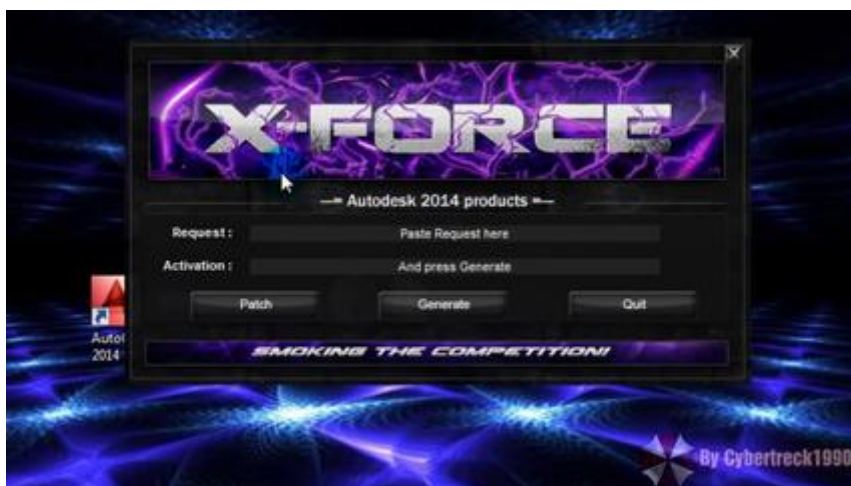 X-FORCE
—= Autodesk 2014 products =—
Request :
Paste Request here
Activation :
And press Generate
Patch
Generate
Quit
2014
SMOKING THE COMPETITION!
By Cybertreck1990